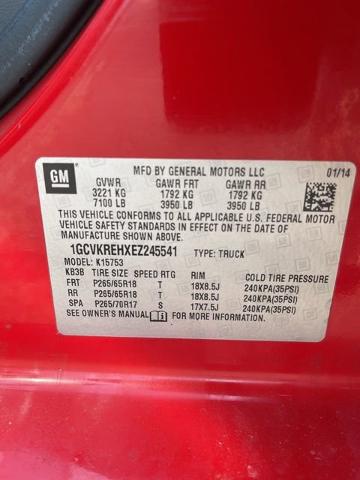 GM
MFD BY GENERAL MOTORS LLC 01/14
GVWR GAWR FRT GAWR RR
3221 KG 1792 KG 1792 KG
7100 LB 3950 LB 3950 LB
THIS VEHICLE CONFORMS TO ALL APPLICABLE U.S. FEDERAL MOTOR
VEHICLE SAFETY STANDARDS IN EFFECT ON THE DATE OF
MANUFACTURE SHOWN ABOVE.
1GCVKREHXEZ245541 TYPE: TRUCK
MODEL: K15753
KB3B TIRE SIZE SPEED RTG RIM COLD TIRE PRESSURE
FRT P265/65R18 T 18X8.5J 240KPA(35PSI)
RR P265/65R18 T 18X8.5J 240KPA(35PSI)
SPA P265/70R17 S 17X7.5J 240KPA(35PSI)
SEE OWNER'S MANUAL FOR MORE INFORMATION.